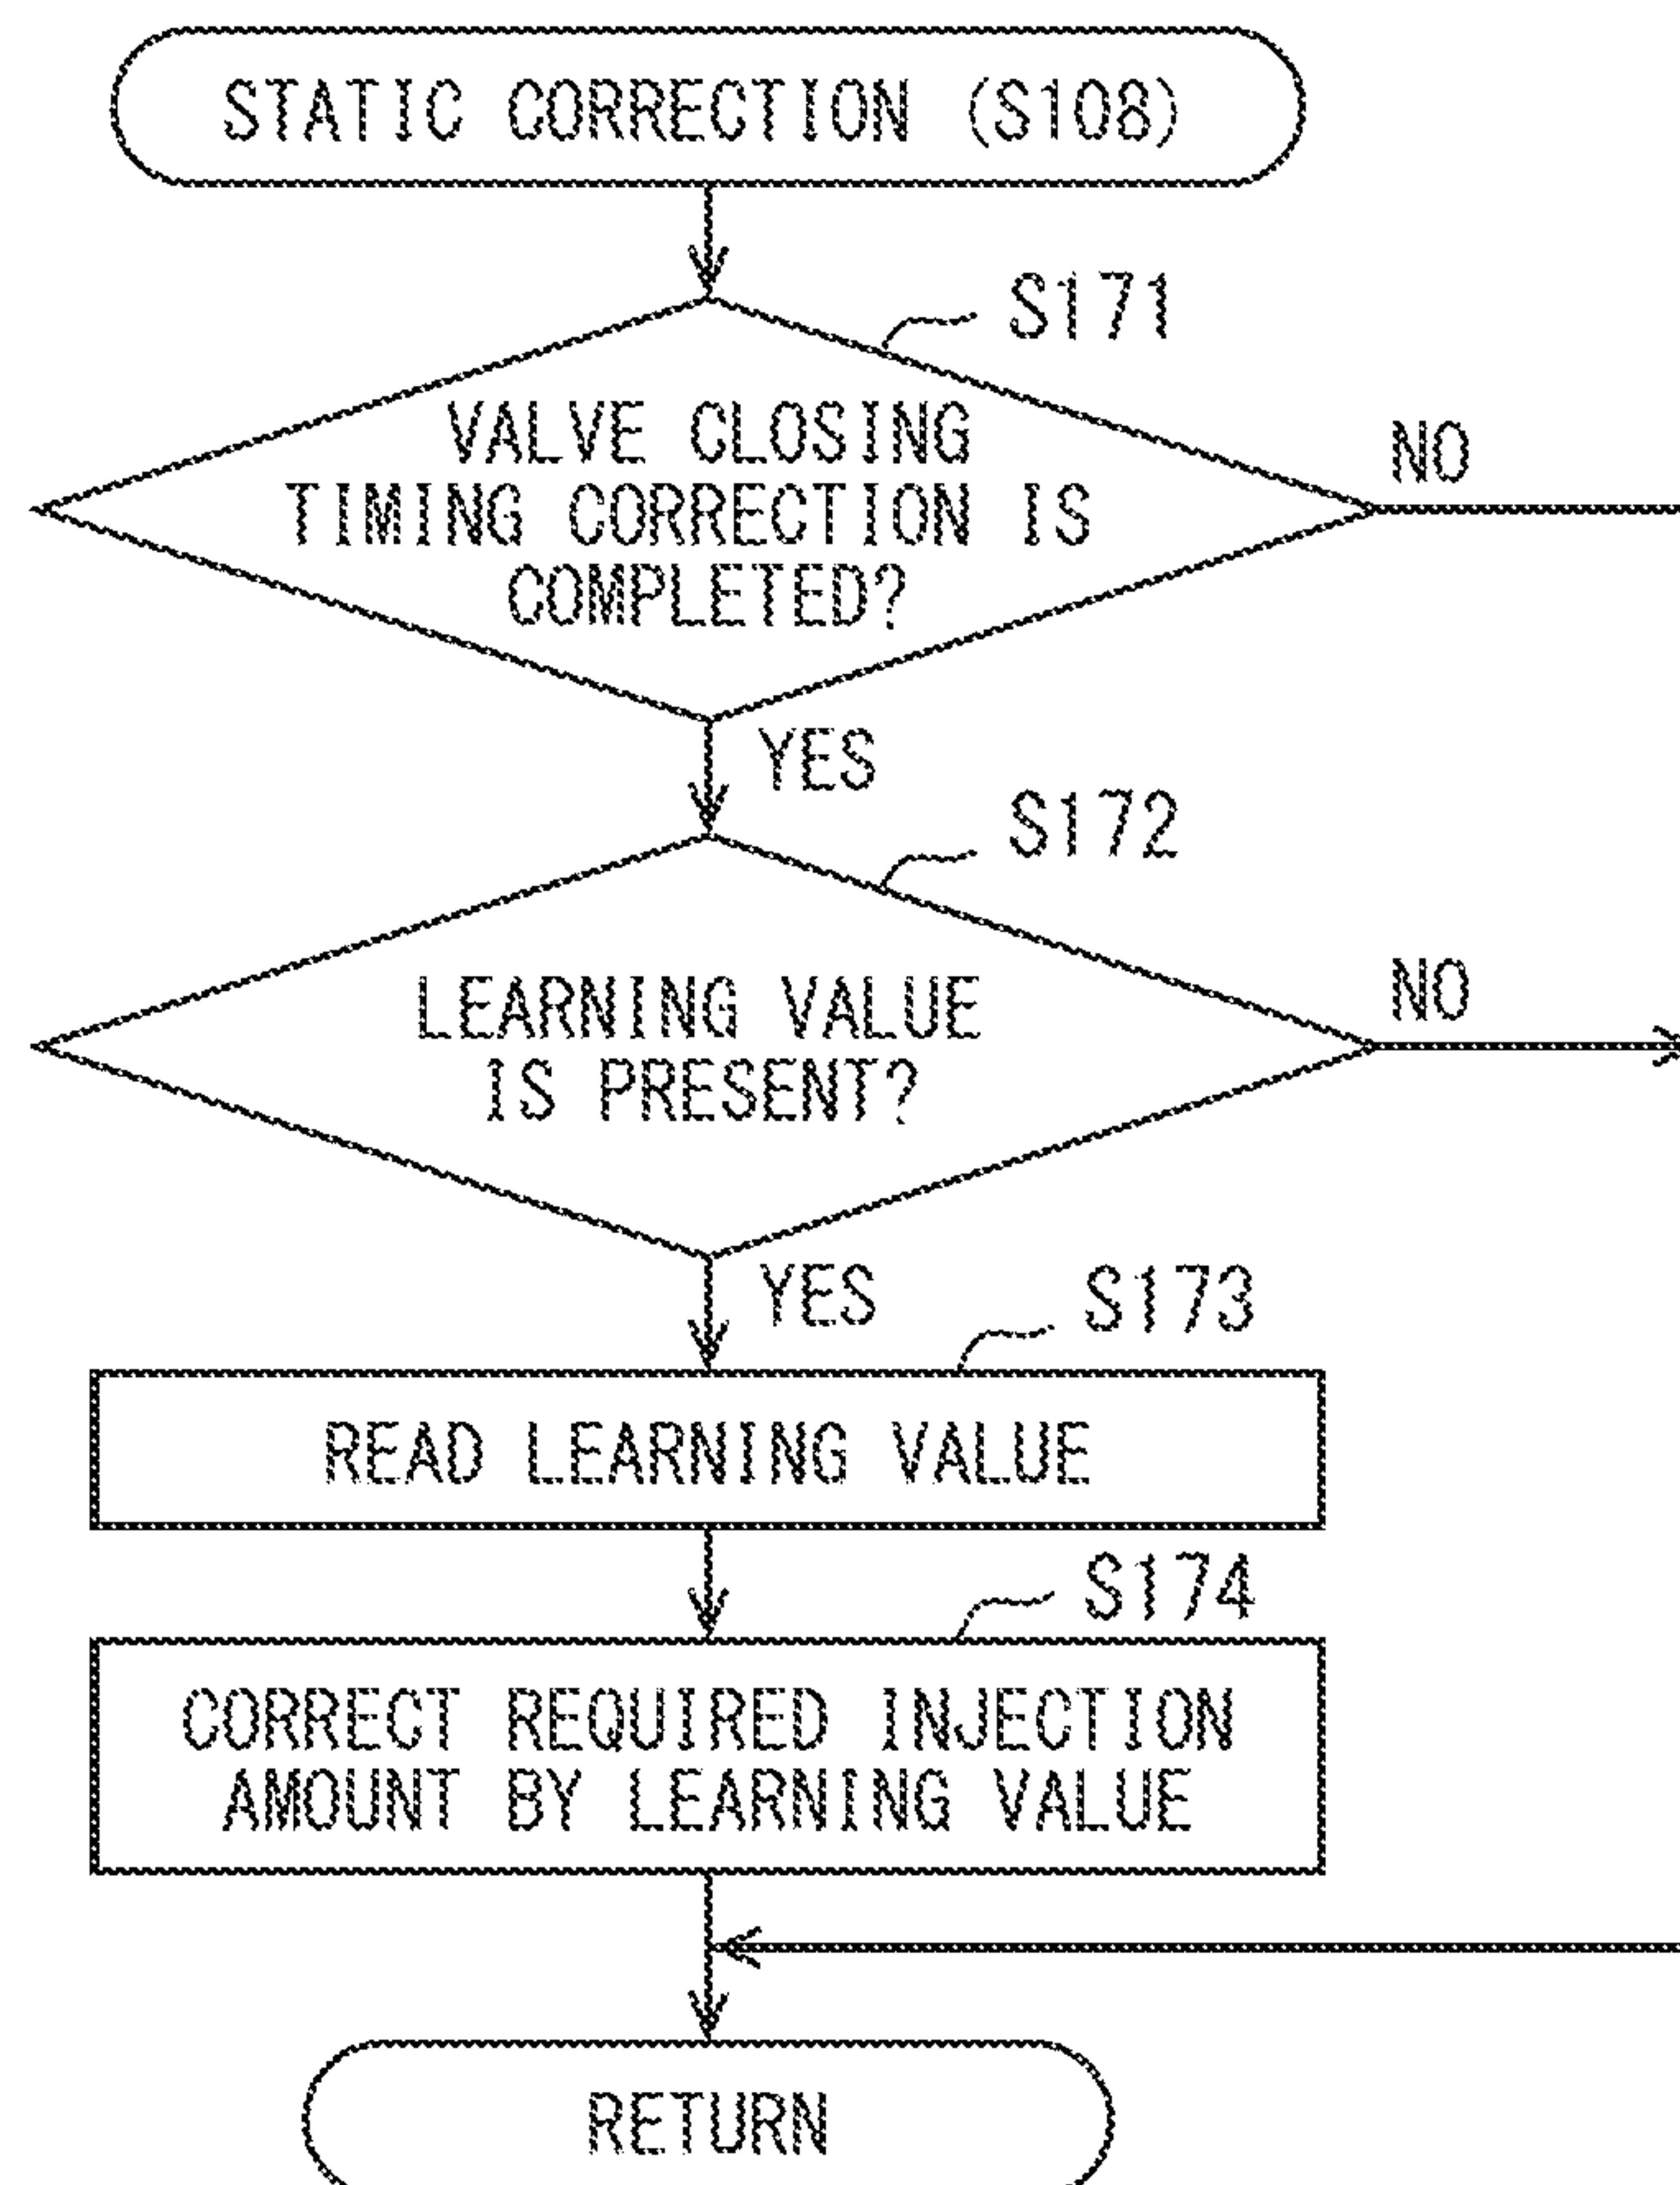 STATIC CORRECTION (S108)
S171
VALVE CLOSING
TIMING CORRECTION IS
COMPLETED?
NO
YES
S172
LEARNING VALUE
IS PRESENT?
NO
YES
S173
READ LEARNING VALUE
S174
CORRECT REQUIRED INJECTION
AMOUNT BY LEARNING VALUE
RETURN